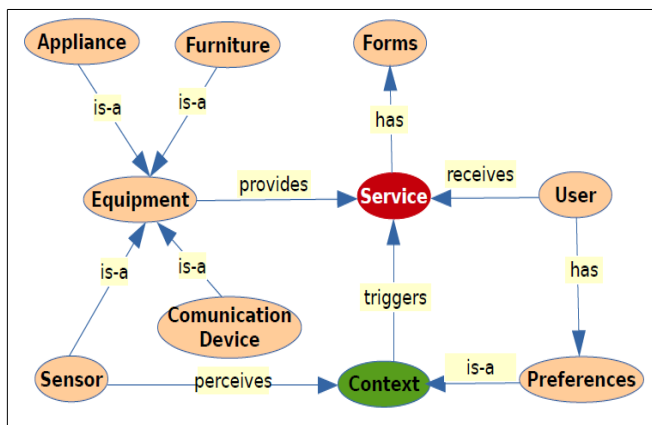 Appliance
Furniture
Forms
is-a
is-a
has
Equipment
provides
Service
receives
User
is-a
is-a
has
triggers
Comunication
Device
Sensor
perceives
Context
is-a
Preferences